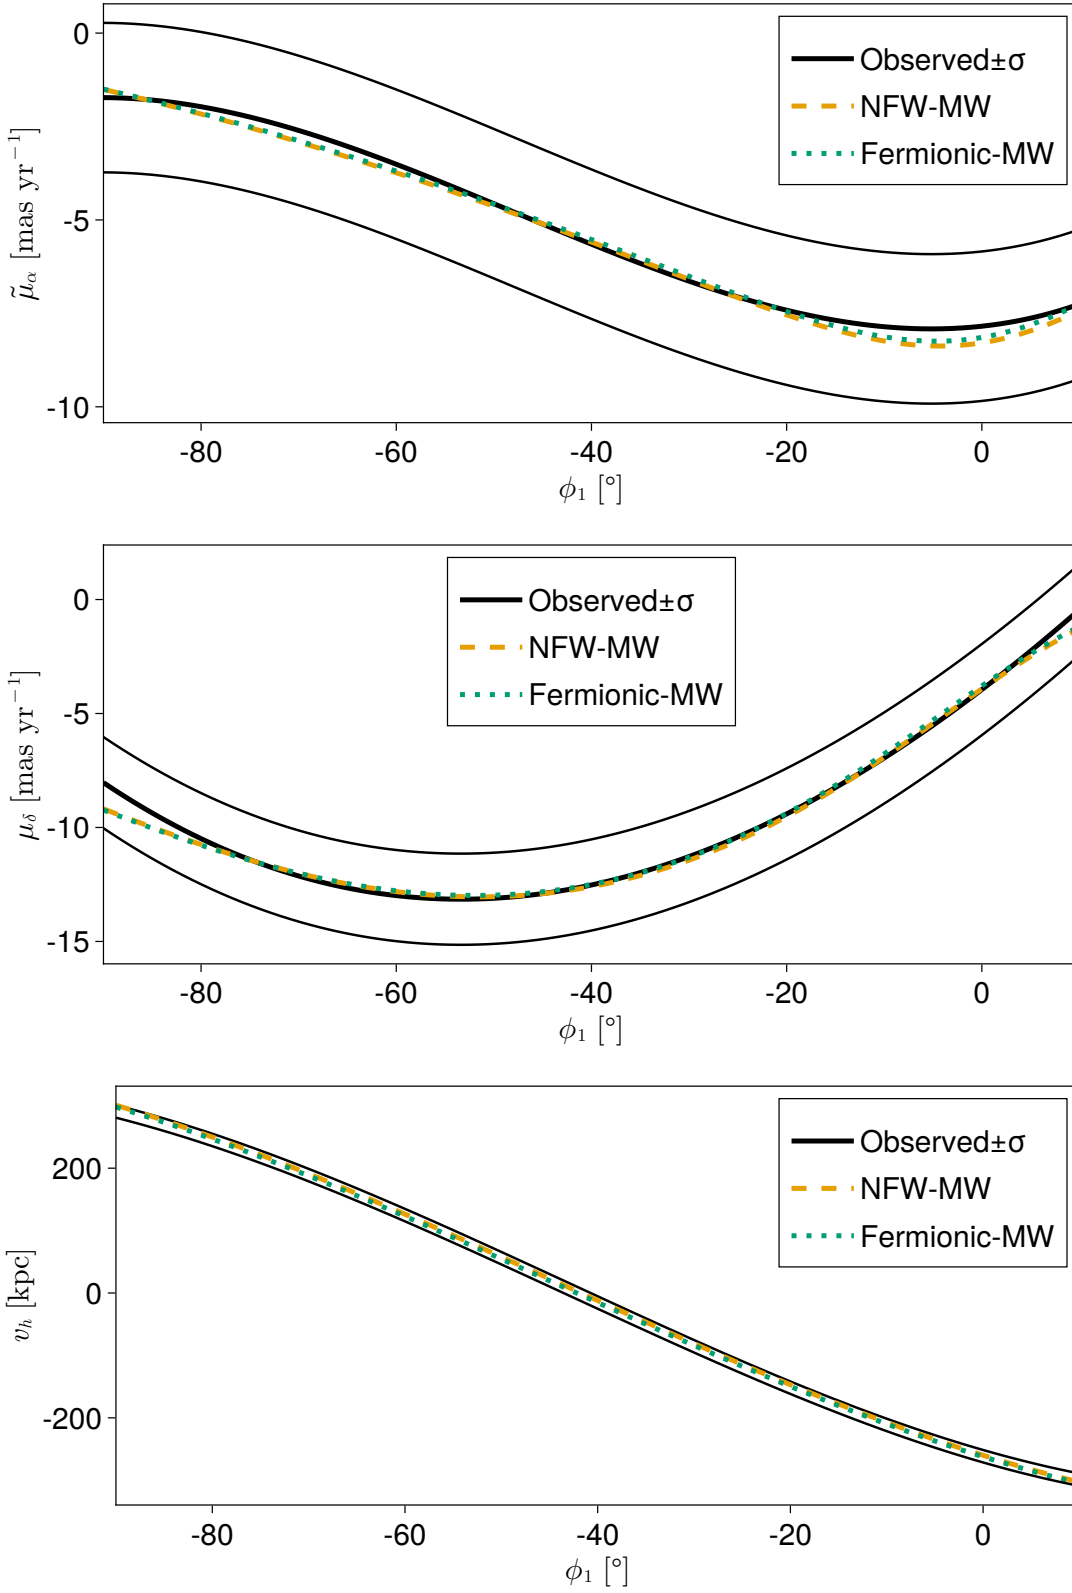 0
-5
-10
μ̃α [mas yr⁻¹]
Observed±σ
NFW-MW
Fermionic-MW
-80 -60 -40 -20 0
ϕ₁ [°]
0
-5
-10
-15
μδ [mas yr⁻¹]
Observed±σ
NFW-MW
Fermionic-MW
-80 -60 -40 -20 0
ϕ₁ [°]
200
0
-200
vₕ [kpc]
Observed±σ
NFW-MW
Fermionic-MW
-80 -60 -40 -20 0
ϕ₁ [°]